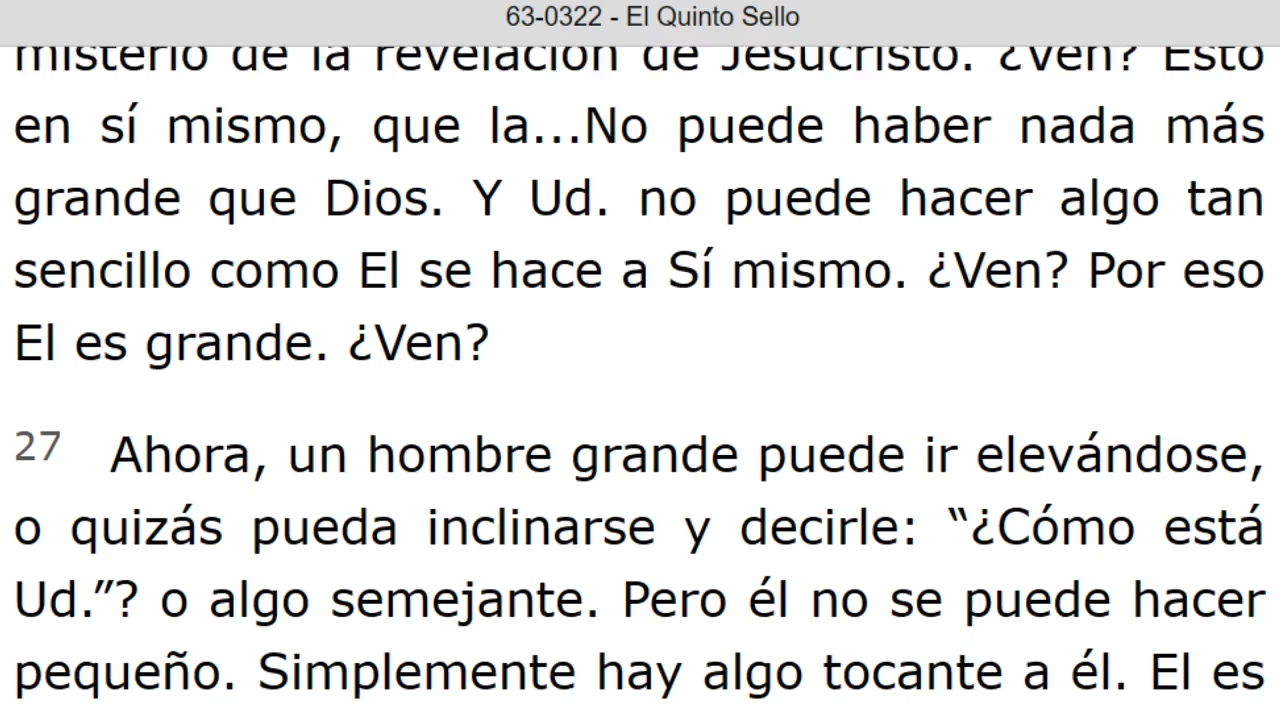 63-0322 - El Quinto Sello
misterio de la revelación de Jesucristo. ¿Ven? Esto
en sí mismo, que la...No puede haber nada más
grande que Dios. Y Ud. no puede hacer algo tan
sencillo como El se hace a Sí mismo. ¿Ven? Por eso
El es grande. ¿Ven?
27 Ahora, un hombre grande puede ir elevándose,
o quizás pueda inclinarse y decirle: “¿Cómo está
Ud.”? o algo semejante. Pero él no se puede hacer
pequeño. Simplemente hay algo tocante a él. El es